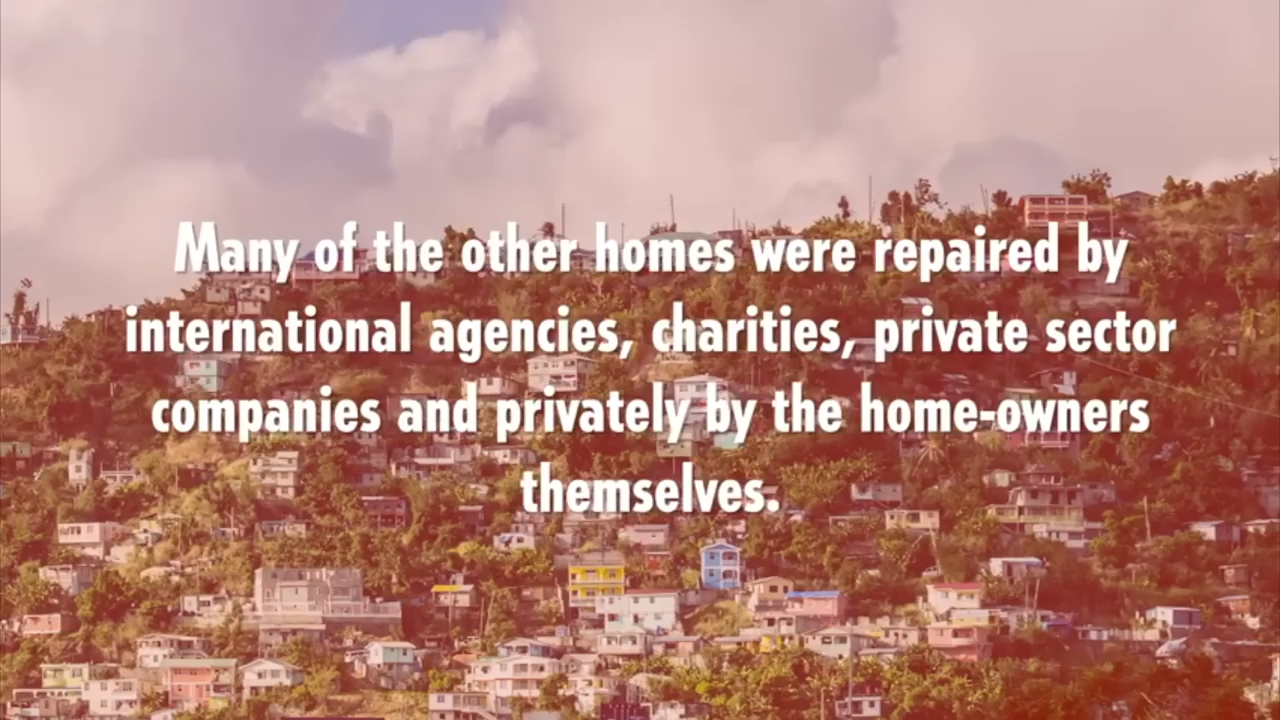 Many of the other homes were repaired by
international agencies, charities, private sector
companies and privately by the home-owners
themselves.